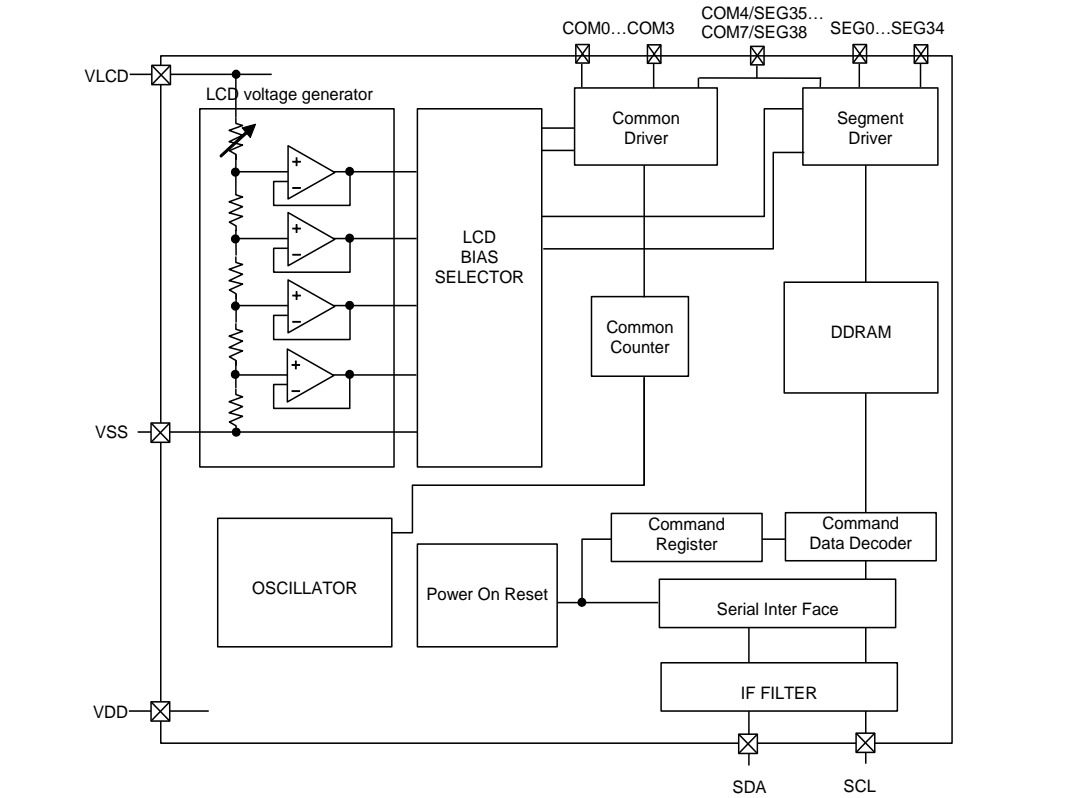 COM0…COM3
COM4/SEG35…
COM7/SEG38
SEG0…SEG34
VLCD
LCD voltage generator
Common
Driver
Segment
Driver
+
−
+
−
+
−
+
−
LCD
BIAS
SELECTOR
Common
Counter
DDRAM
VSS
OSCILLATOR
Power On Reset
Command
Register
Command
Data Decoder
Serial Inter Face
IF FILTER
VDD
SDA
SCL